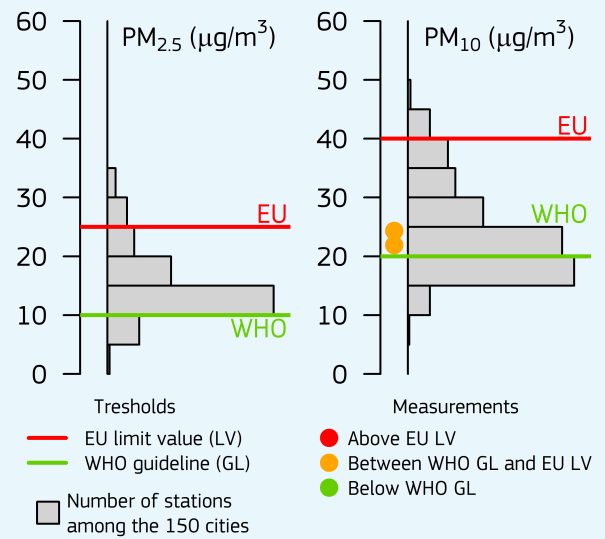 PM2.5 (μg/m³)
60
50
40
30
20
10
0
EU
WHO
PM10 (μg/m³)
60
50
40
30
20
10
0
EU
WHO
Tresholds
EU limit value (LV)
WHO guideline (GL)
Number of stations
among the 150 cities
Measurements
Above EU LV
Between WHO GL and EU LV
Below WHO GL